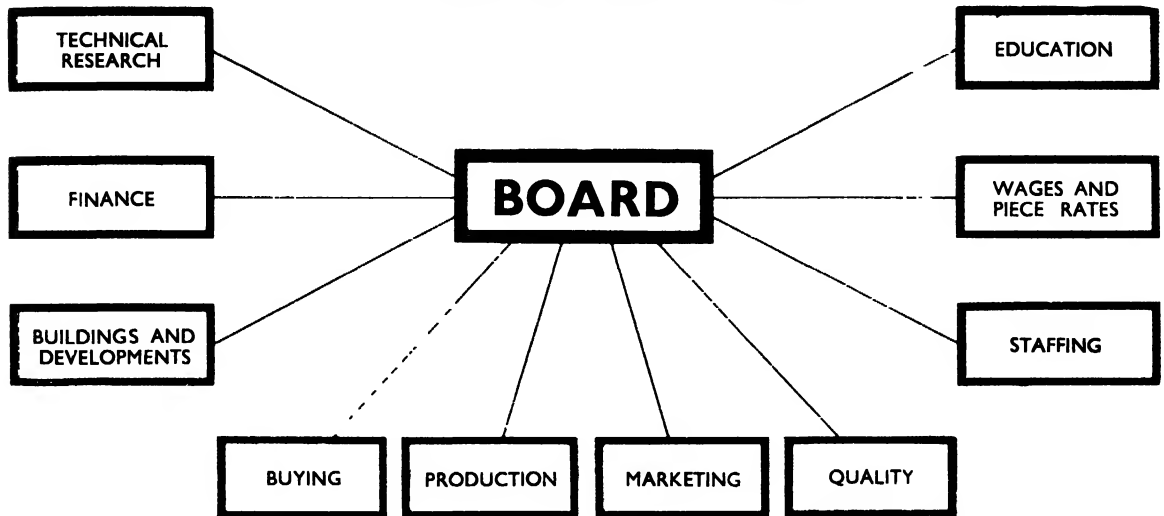 TECHNICAL
RESEARCH
EDUCATION
BOARD
FINANCE
WAGES AND
PIECE RATES
BUILDINGS AND
DEVELOPMENTS
STAFFING
BUYING
PRODUCTION
MARKETING
QUALITY